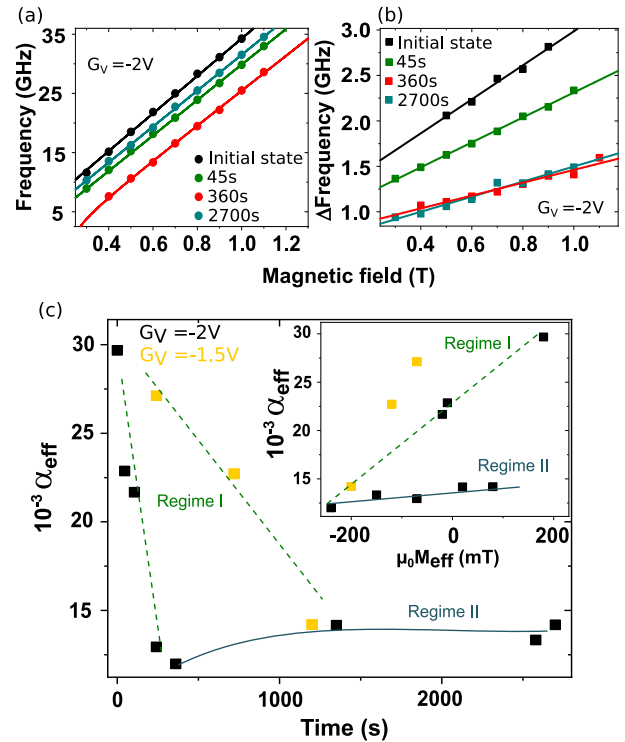 (a)
(b)
Frequency (GHz)
35
25
15
5
G_V =-2V
Initial state
45s
360s
2700s
0.4 0.6 0.8 1.0 1.2
ΔFrequency (GHz)
3.0
2.5
2.0
1.5
1.0
Initial state
45s
360s
2700s
G_V =-2V
0.4 0.6 0.8 1.0
Magnetic field (T)
(c)
10⁻³ α_eff
30
25
20
15
10
G_V =-2V
G_V =-1.5V
Regime I
Regime II
0 1000 2000
Time (s)
10⁻³ α_eff
30
25
20
15
10
Regime I
Regime II
-200 0 200
μ₀M_eff (mT)